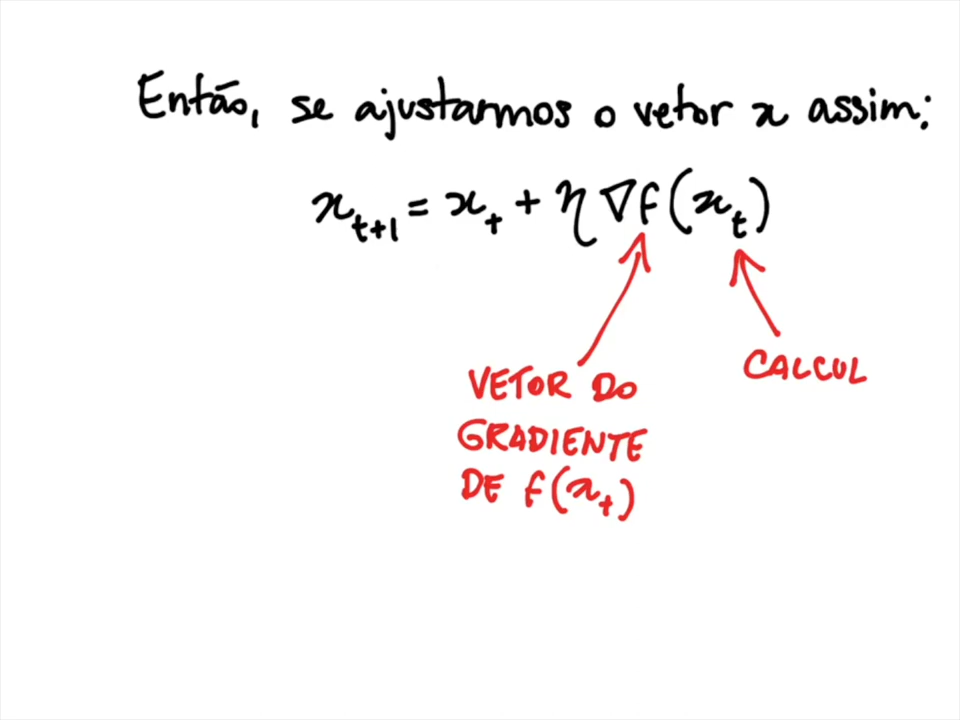 Então, se ajustarmos o vetor x assim:
x_{t+1} = x_t + η ∇f(x_t)
VETOR DO
GRADIENTE
DE f(x_t)
CALCUL